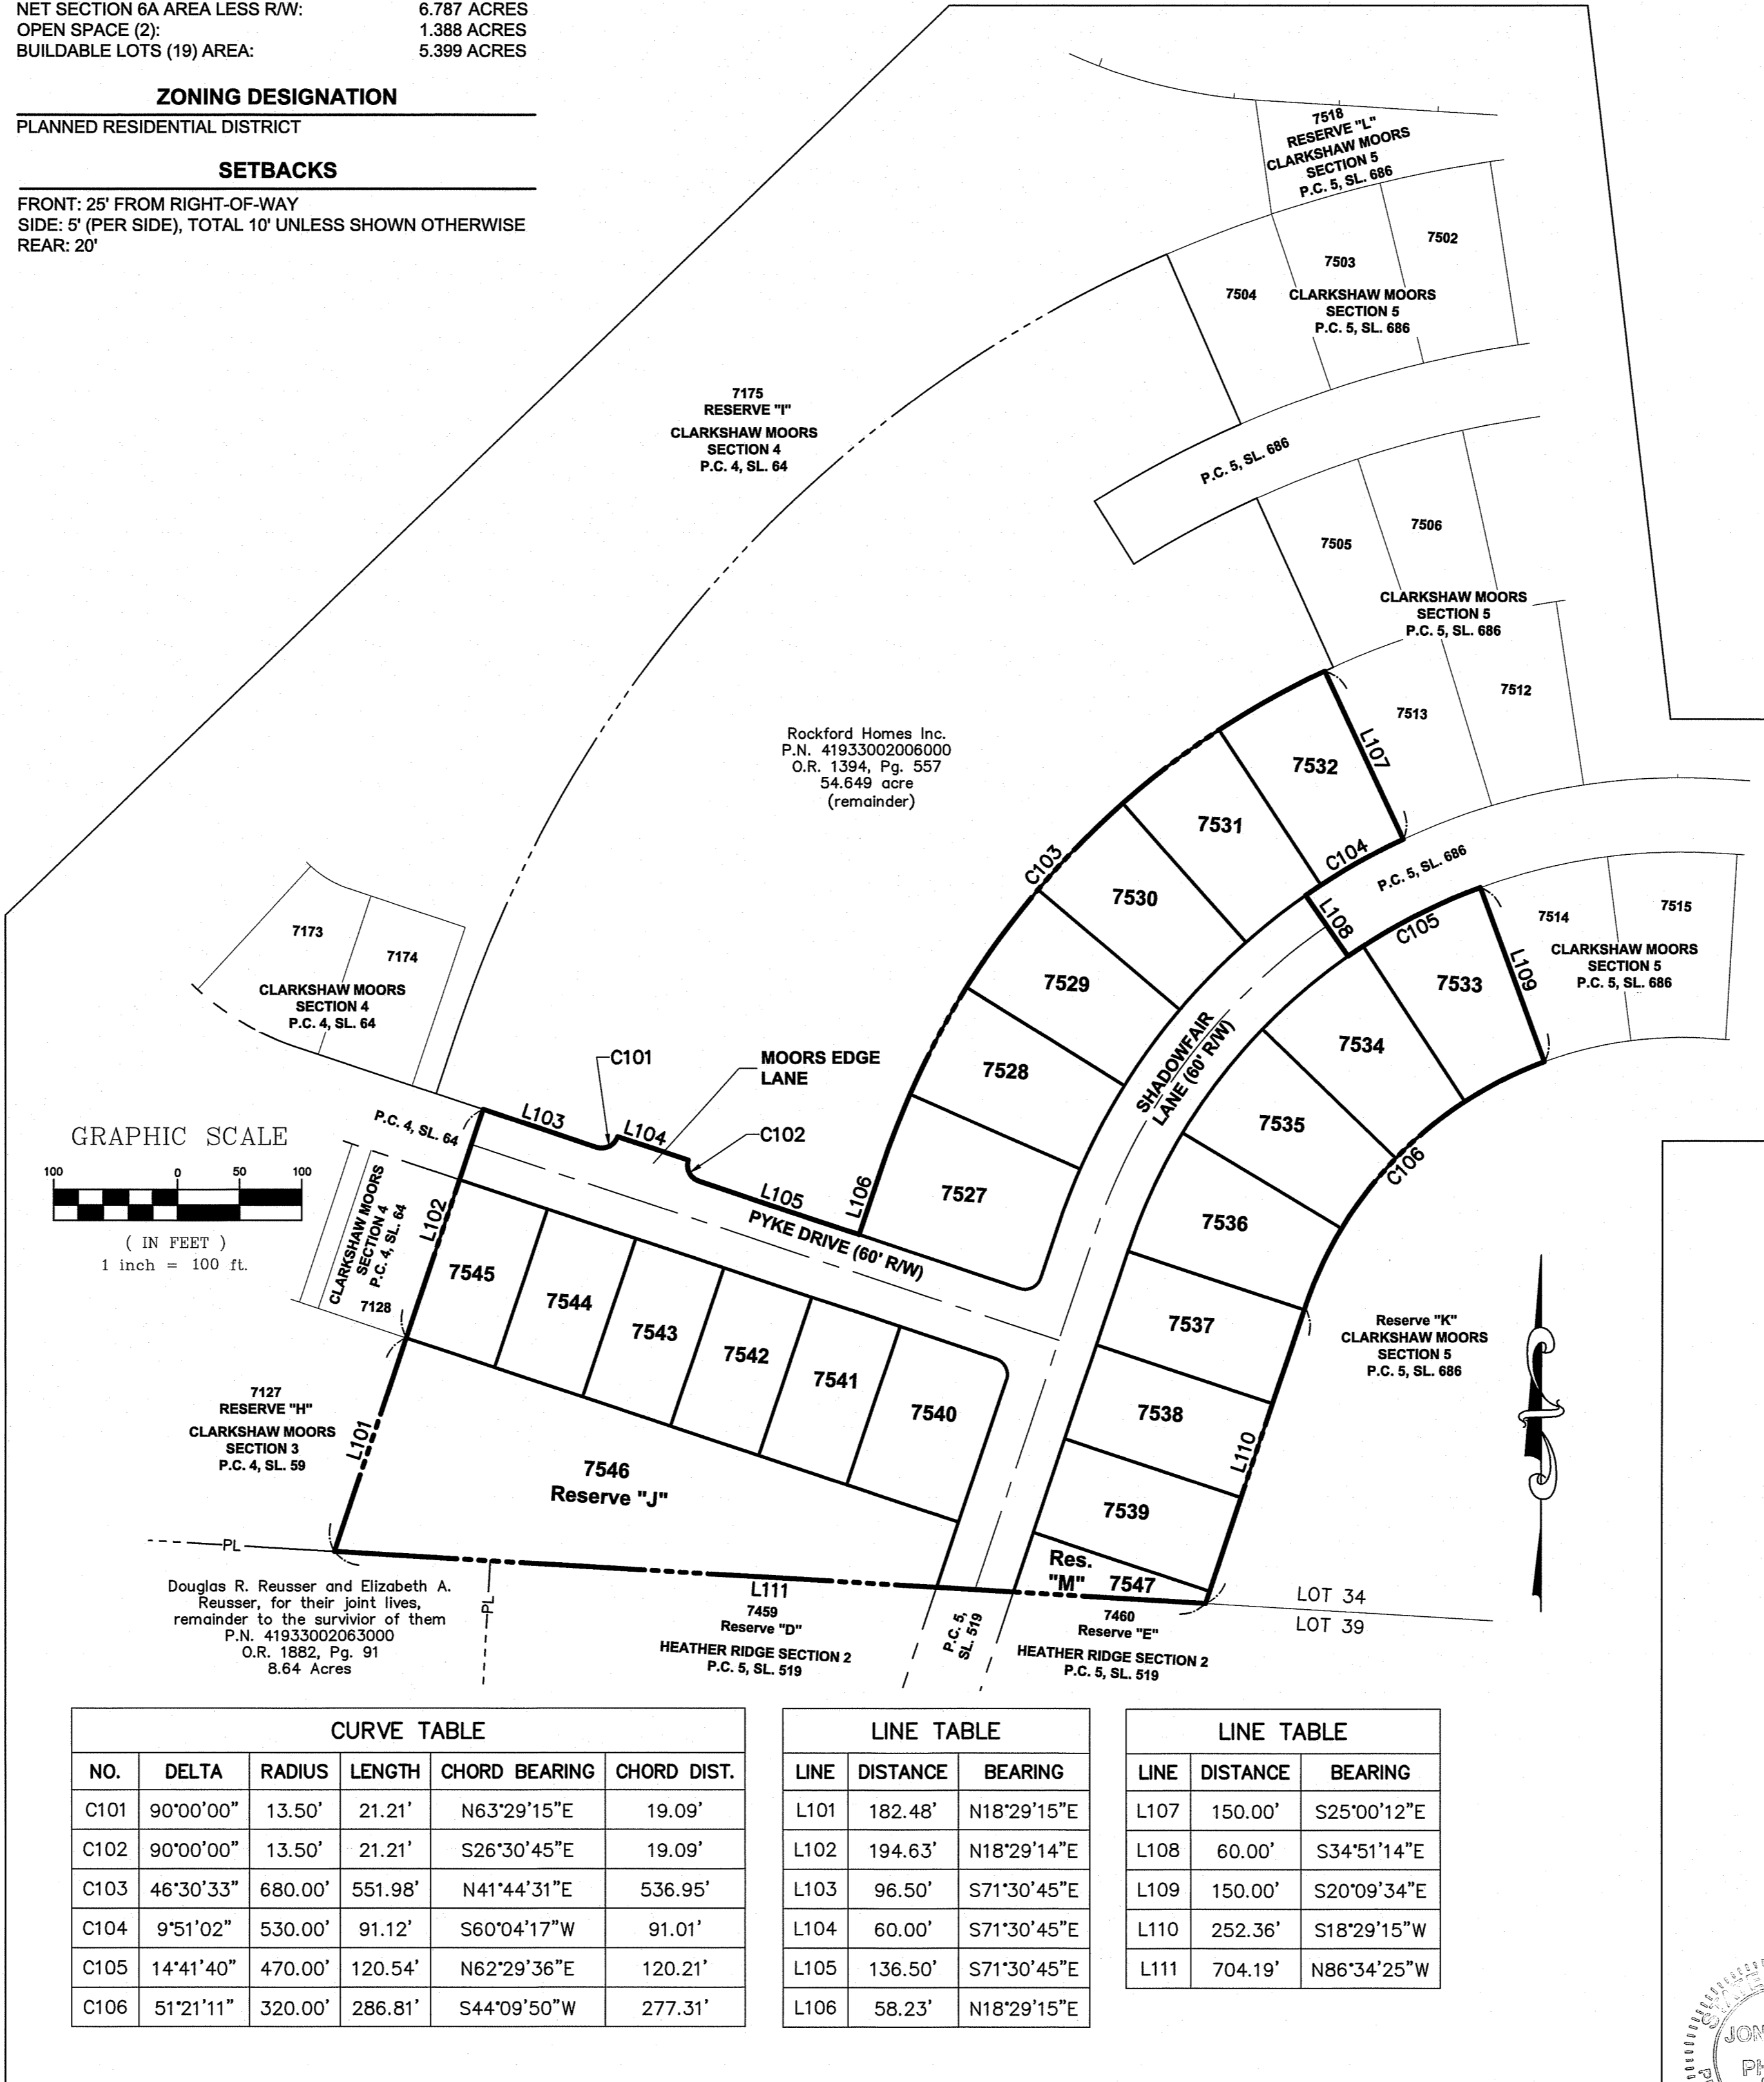 NET SECTION 6A AREA LESS R/W: 6.787 ACRES
OPEN SPACE (2): 1.388 ACRES
BUILDABLE LOTS (19) AREA: 5.399 ACRES
ZONING DESIGNATION
PLANNED RESIDENTIAL DISTRICT
SETBACKS
FRONT: 25' FROM RIGHT-OF-WAY
SIDE: 5' (PER SIDE), TOTAL 10' UNLESS SHOWN OTHERWISE
REAR: 20'
7518
RESERVE "L"
CLARKSHAW MOORS
SECTION 5
P.C. 5, SL. 686
7502
7503
7504
CLARKSHAW MOORS
SECTION 5
P.C. 5, SL. 686
7175
RESERVE "I"
CLARKSHAW MOORS
SECTION 4
P.C. 4, SL. 64
P.C. 5, SL. 686
7506
7505
CLARKSHAW MOORS
SECTION 5
P.C. 5, SL. 686
7512
7513
Rockford Homes Inc.
P.N. 41933002006000
O.R. 1394, Pg. 557
54.649 acre
(remainder)
L107
7532
7531
C104
P.C. 5, SL. 686
C103
7530
L108
C105
7514
7515
CLARKSHAW MOORS
SECTION 5
P.C. 5, SL. 686
L109
7533
7529
7173
7174
CLARKSHAW MOORS
SECTION 4
P.C. 4, SL. 64
SHADOWFAIR
LANE (60' R/W)
7534
C101
MOORS EDGE
LANE
7528
7535
L103
L104
C102
P.C. 4, SL. 64
C106
GRAPHIC SCALE
100 0 50 100
( IN FEET )
1 inch = 100 ft.
CLARKSHAW MOORS
SECTION 4
P.C. 4, SL. 64
7128
L102
L105
L106
7527
7536
PYKE DRIVE (60' R/W)
7545
7544
7543
7542
7541
7540
7537
Reserve "K"
CLARKSHAW MOORS
SECTION 5
P.C. 5, SL. 686
7127
RESERVE "H"
CLARKSHAW MOORS
SECTION 3
P.C. 4, SL. 59
L101
7538
L110
7546
Reserve "J"
7539
Res.
"M" 7547
PL
PL
L111
LOT 34
LOT 39
Douglas R. Reusser and Elizabeth A.
Reusser, for their joint lives,
remainder to the survivior of them
P.N. 41933002063000
O.R. 1882, Pg. 91
8.64 Acres
7459
Reserve "D"
HEATHER RIDGE SECTION 2
P.C. 5, SL. 519
P.C. 5,
SL. 519
7460
Reserve "E"
HEATHER RIDGE SECTION 2
P.C. 5, SL. 519
CURVE TABLE
NO. DELTA RADIUS LENGTH CHORD BEARING CHORD DIST.
C101 90°00'00" 13.50' 21.21' N63°29'15"E 19.09'
C102 90°00'00" 13.50' 21.21' S26°30'45"E 19.09'
C103 46°30'33" 680.00' 551.98' N41°44'31"E 536.95'
C104 9°51'02" 530.00' 91.12' S60°04'17"W 91.01'
C105 14°41'40" 470.00' 120.54' N62°29'36"E 120.21'
C106 51°21'11" 320.00' 286.81' S44°09'50"W 277.31'
LINE TABLE
LINE DISTANCE BEARING
L101 182.48' N18°29'15"E
L102 194.63' N18°29'14"E
L103 96.50' S71°30'45"E
L104 60.00' S71°30'45"E
L105 136.50' S71°30'45"E
L106 58.23' N18°29'15"E
LINE TABLE
LINE DISTANCE BEARING
L107 150.00' S25°00'12"E
L108 60.00' S34°51'14"E
L109 150.00' S20°09'34"E
L110 252.36' S18°29'15"W
L111 704.19' N86°34'25"W